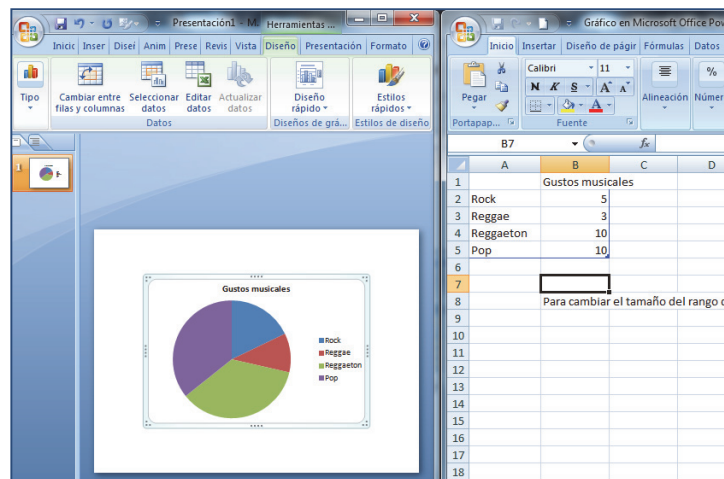 Presentación1 - M
Herramientas ...
Inicio Inser Diseí Anim Prese Revis Vista Diseño Presentación Formato
Tipo
Cambiar entre filas y columnas
Seleccionar datos
Editar datos
Actualizar datos
Diseño rápido
Estilos rápidos
Datos
Diseños de grá...
Estilos de diseño
1
Gustos musicales
Rock
Reggae
Reggaeton
Pop
Gráfico en Microsoft Office Pow
Inicio Insertar Diseño de págir Fórmulas Datos
Pegar
Calibri 11
N K S A A
A
Alineación
%
Númer
Portapap...
Fuente
B7 fx
A B C D
1 Gustos musicales
2 Rock 5
3 Reggae 3
4 Reggaeton 10
5 Pop 10
6
7
8 Para cambiar el tamaño del rango d
9
10
11
12
13
14
15
16
17
18